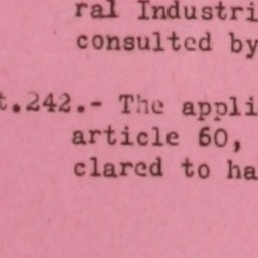 ral Industri
consulted by
t.242.- The appli
article 60,
clared to ha